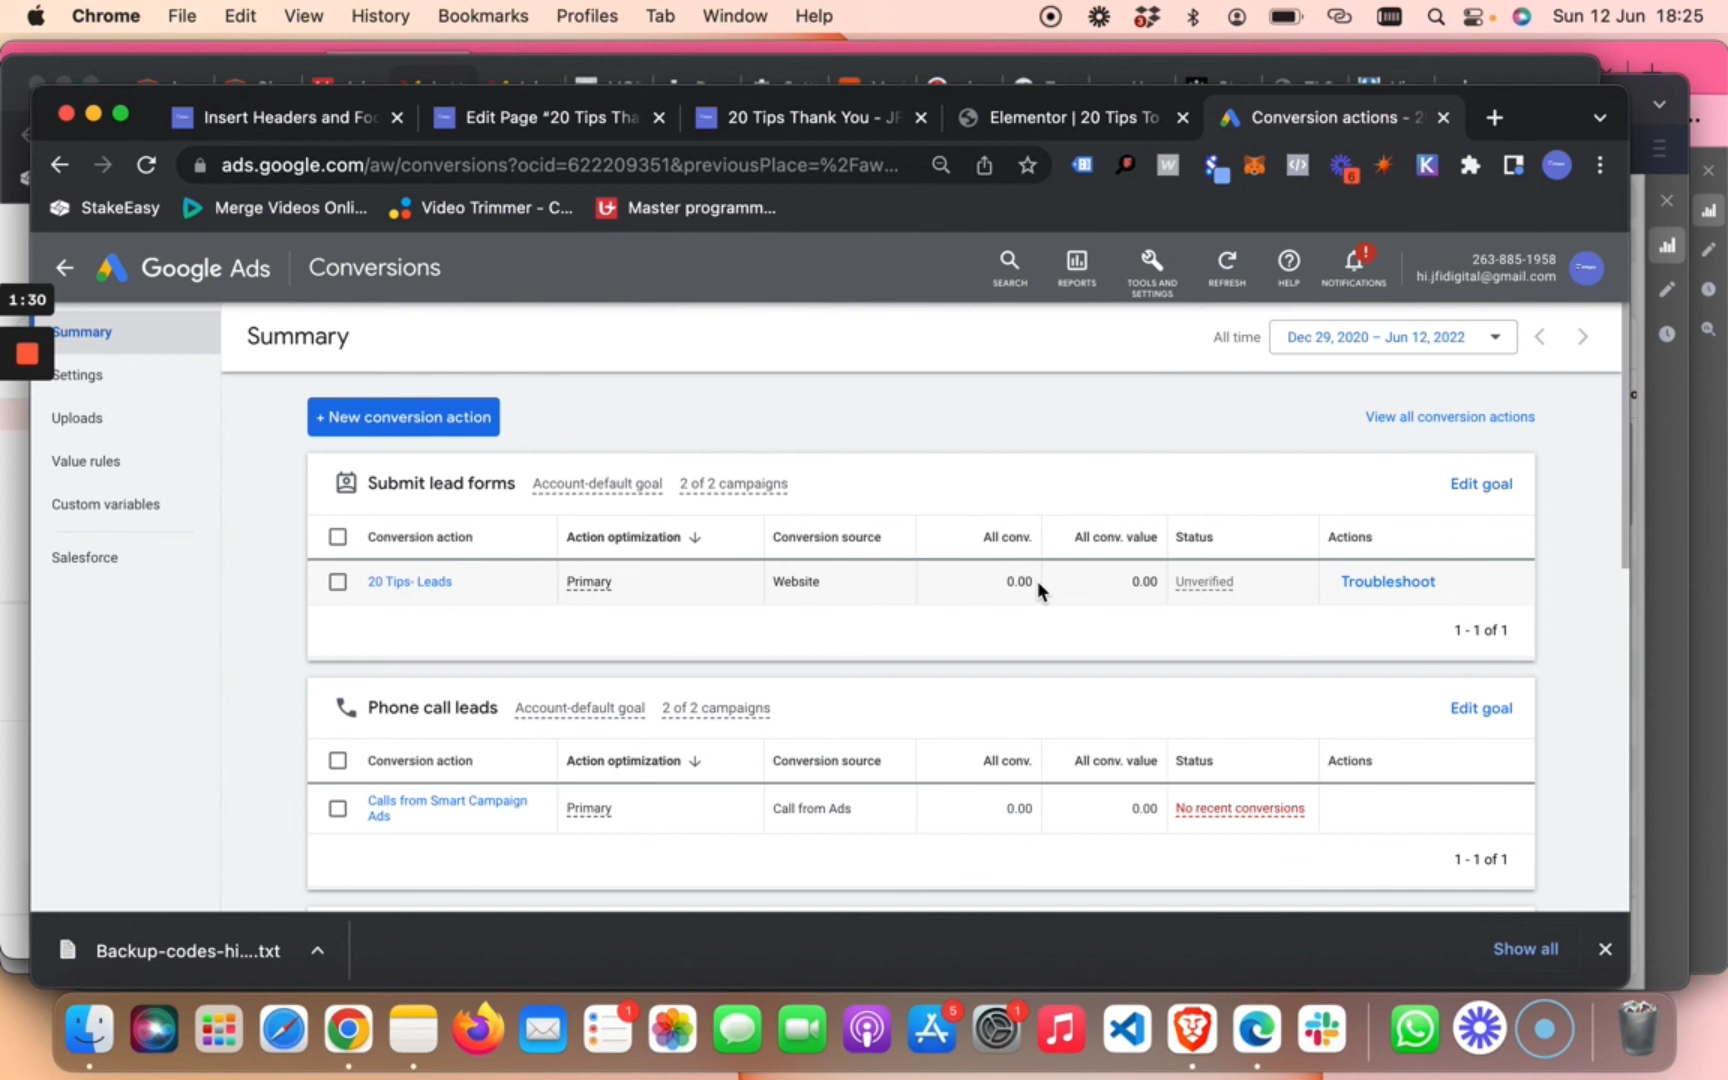 Chrome File Edit View History Bookmarks Profiles Tab Window Help Sun 12 Jun 18:25
Insert Headers and Foo Edit Page “20 Tips Tha 20 Tips Thank You - JF Elementor | 20 Tips To Conversion actions - 2
ads.google.com/aw/conversions?ocid=622209351&previousPlace=%2Faw...
StakeEasy Merge Videos Onli... Video Trimmer - C... Master programm...
Google Ads Conversions
SEARCH REPORTS TOOLS AND SETTINGS REFRESH HELP NOTIFICATIONS
263-885-1958
hi.jfidigital@gmail.com
1:30
Summary
Settings
Uploads
Value rules
Custom variables
Salesforce
Summary
All time Dec 29, 2020 – Jun 12, 2022
+ New conversion action View all conversion actions
Submit lead forms Account-default goal 2 of 2 campaigns Edit goal
Conversion action Action optimization Conversion source All conv. All conv. value Status Actions
20 Tips- Leads Primary Website 0.00 0.00 Unverified Troubleshoot
1 - 1 of 1
Phone call leads Account-default goal 2 of 2 campaigns Edit goal
Conversion action Action optimization Conversion source All conv. All conv. value Status Actions
Calls from Smart Campaign Ads Primary Call from Ads 0.00 0.00 No recent conversions
1 - 1 of 1
Backup-codes-hi....txt Show all
1 5 1